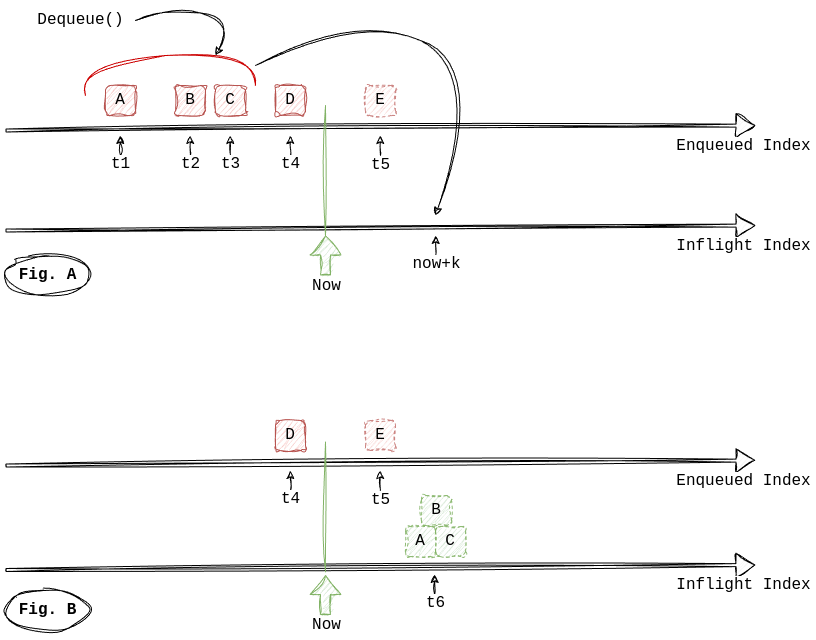 Dequeue()
A B C D E
Enqueued Index
t1 t2 t3 t4 t5
Inflight Index
now+k
Fig. A
Now
D E
Enqueued Index
t4 t5
B
A C
Inflight Index
t6
Fig. B
Now